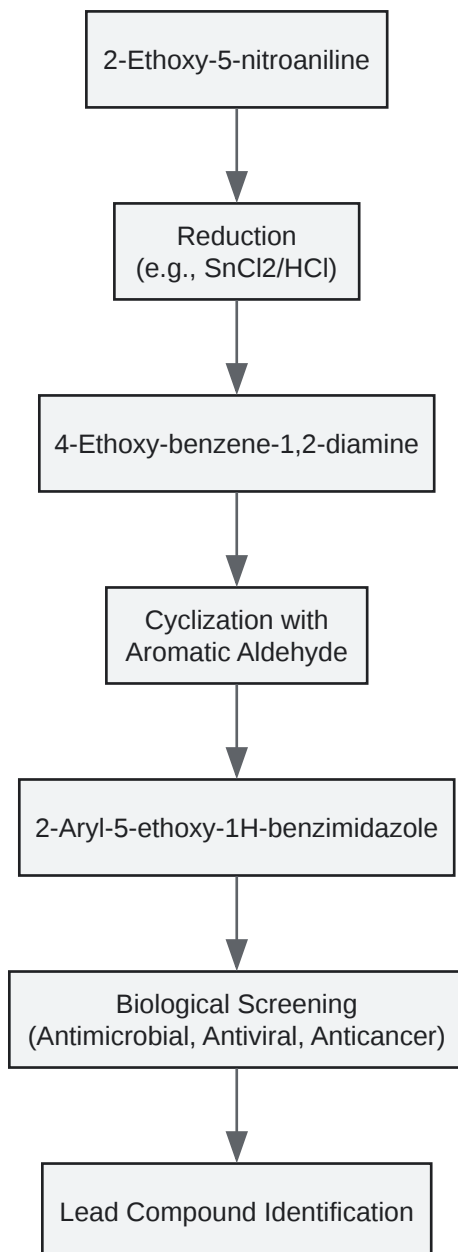 2-Ethoxy-5-nitroaniline
Reduction
(e.g., SnCl2/HCl)
4-Ethoxy-benzene-1,2-diamine
Cyclization with
Aromatic Aldehyde
2-Aryl-5-ethoxy-1H-benzimidazole
Biological Screening
(Antimicrobial, Antiviral, Anticancer)
Lead Compound Identification